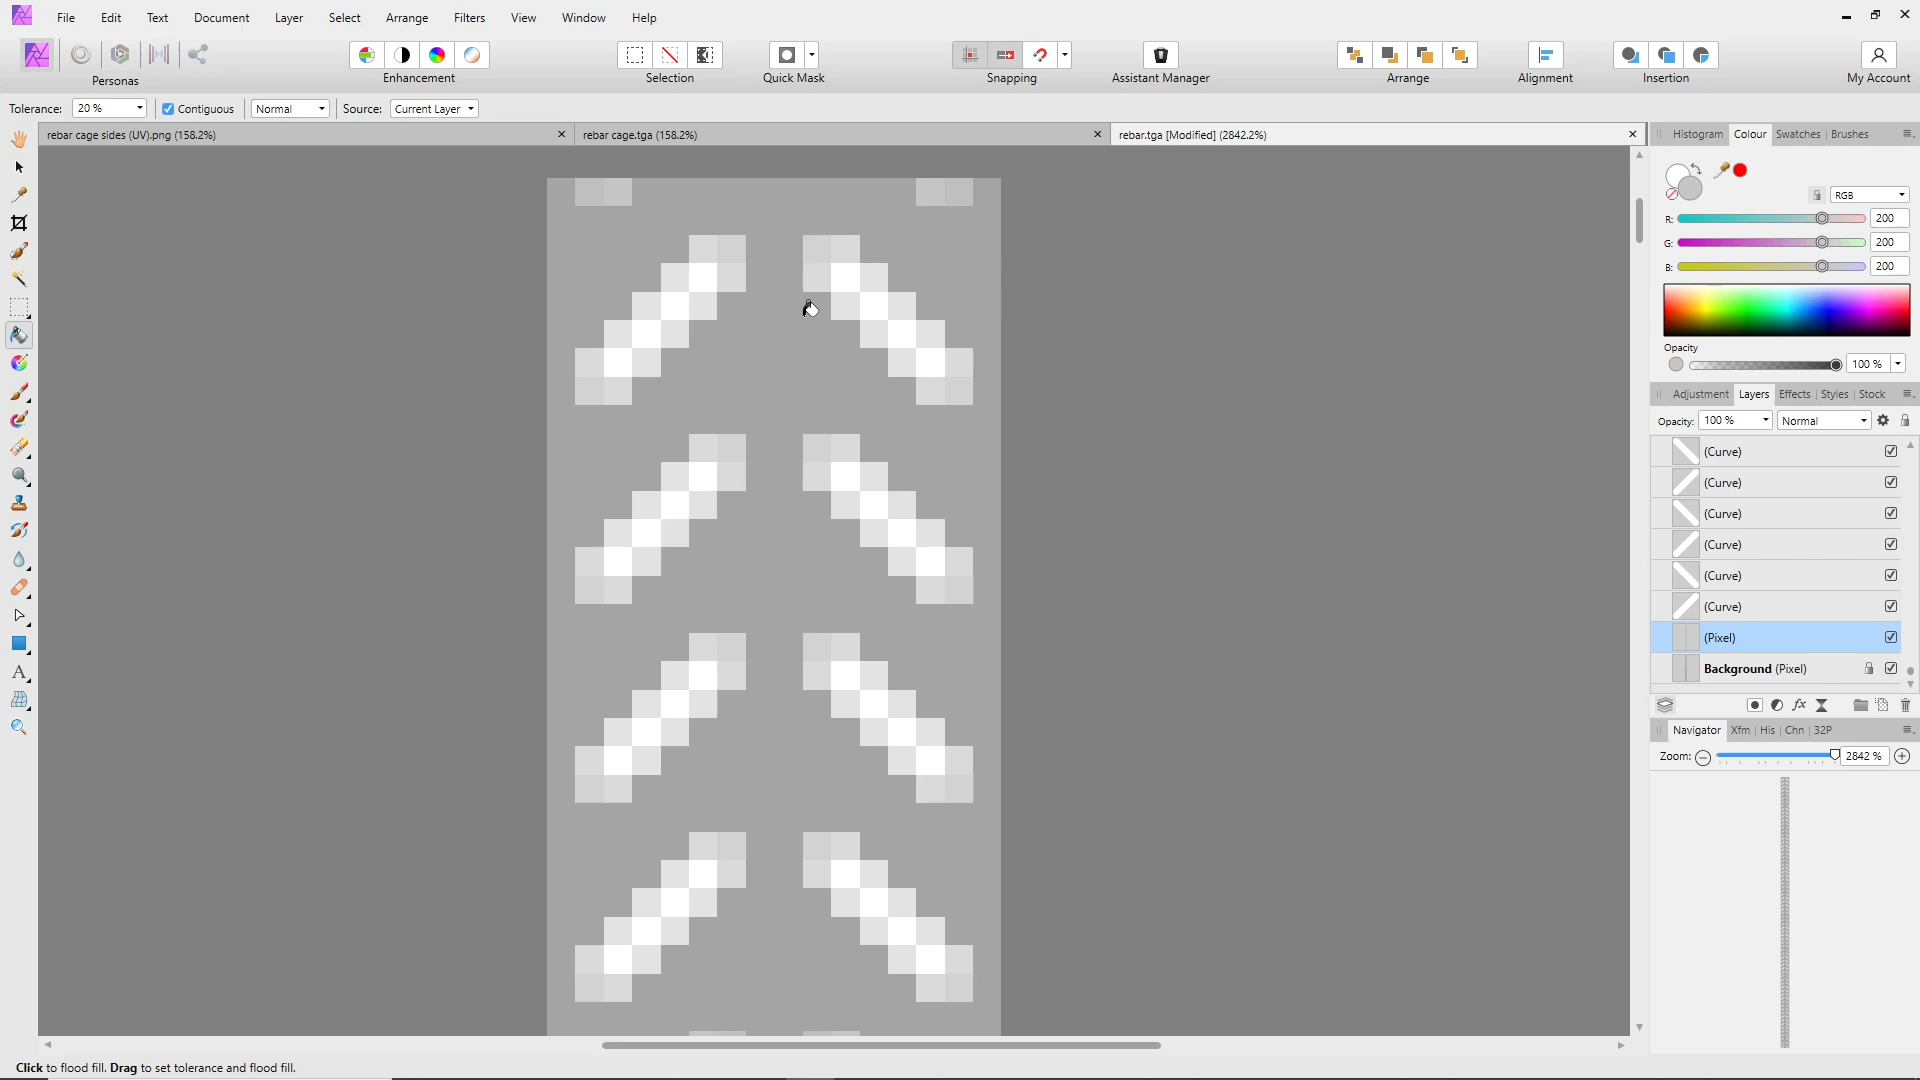 File Edit Text Document Layer Select Arrange Filters View Window Help
Personas Enhancement Selection Quick Mask Snapping Assistant Manager Arrange Alignment Insertion My Account
Tolerance: 20 % Contiguous Normal Source: Current Layer
rebar cage sides (UV).png (158.2%) rebar cage.tga (158.2%) rebar.tga [Modified] (2842.2%)
Histogram Colour Swatches Brushes
RGB
R: 200
G: 200
B: 200
Opacity
100 %
Adjustment Layers Effects Styles Stock
Opacity: 100 % Normal
(Curve)
(Curve)
(Curve)
(Curve)
(Curve)
(Curve)
(Pixel)
Background (Pixel)
Navigator Xfm His Chn 32P
Zoom: 2842 %
Click to flood fill. Drag to set tolerance and flood fill.